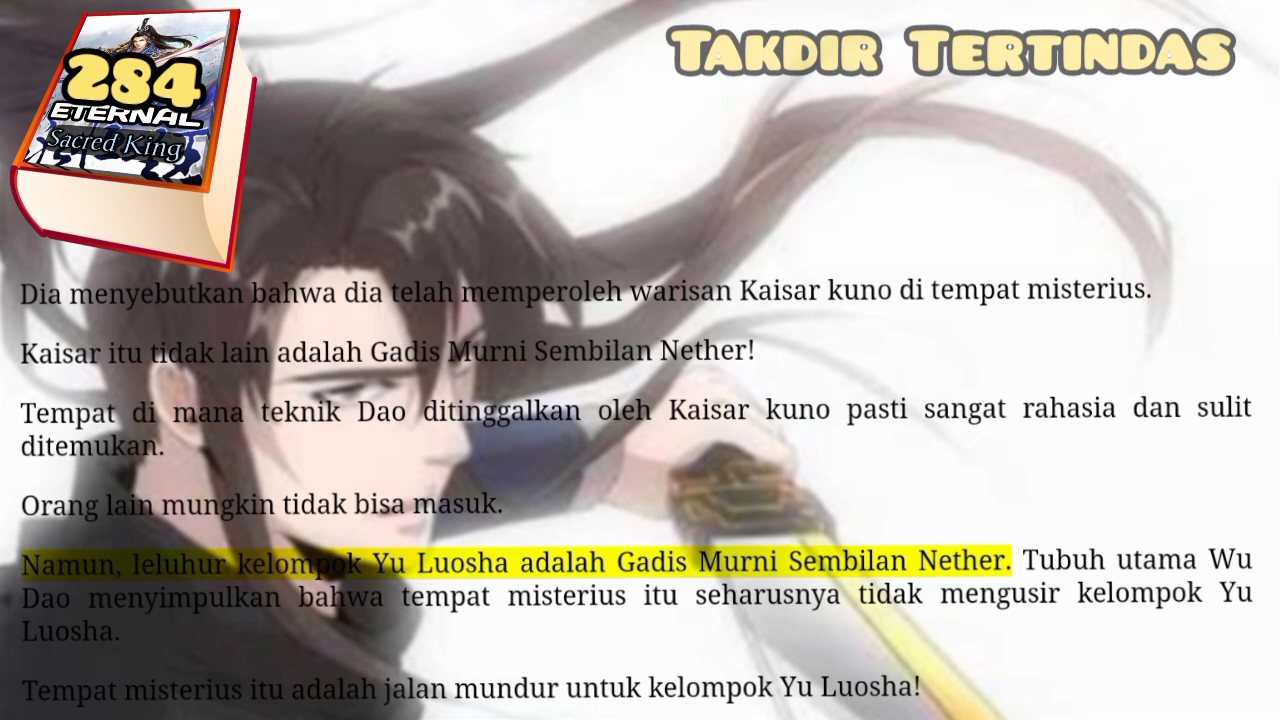 284
ETERNAL
Sacred King
TAKDIR TERTINDAS
Dia menyebutkan bahwa dia telah memperoleh warisan Kaisar kuno di tempat misterius.
Kaisar itu tidak lain adalah Gadis Murni Sembilan Nether!
Tempat di mana teknik Dao ditinggalkan oleh Kaisar kuno pasti sangat rahasia dan sulit
ditemukan.
Orang lain mungkin tidak bisa masuk.
Namun, leluhur kelompok Yu Luosha adalah Gadis Murni Sembilan Nether. Tubuh utama Wu
Dao menyimpulkan bahwa tempat misterius itu seharusnya tidak mengusir kelompok Yu
Luosha.
Tempat misterius itu adalah jalan mundur untuk kelompok Yu Luosha!